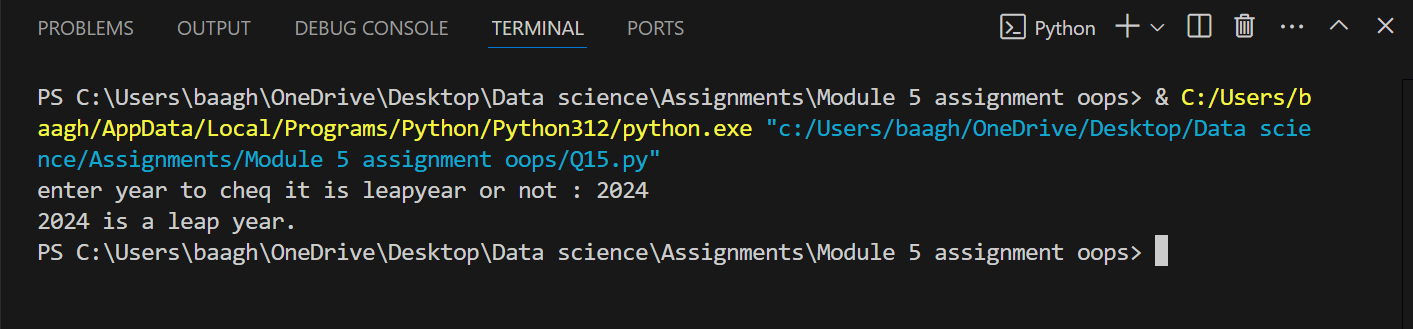 PROBLEMS OUTPUT DEBUG CONSOLE TERMINAL PORTS Python
PS C:\Users\baagh\OneDrive\Desktop\Data science\Assignments\Module 5 assignment oops> & C:/Users/b
aagh/AppData/Local/Programs/Python/Python312/python.exe "c:/Users/baagh/OneDrive/Desktop/Data scie
nce/Assignments/Module 5 assignment oops/Q15.py"
enter year to cheq it is leapyear or not : 2024
2024 is a leap year.
PS C:\Users\baagh\OneDrive\Desktop\Data science\Assignments\Module 5 assignment oops>